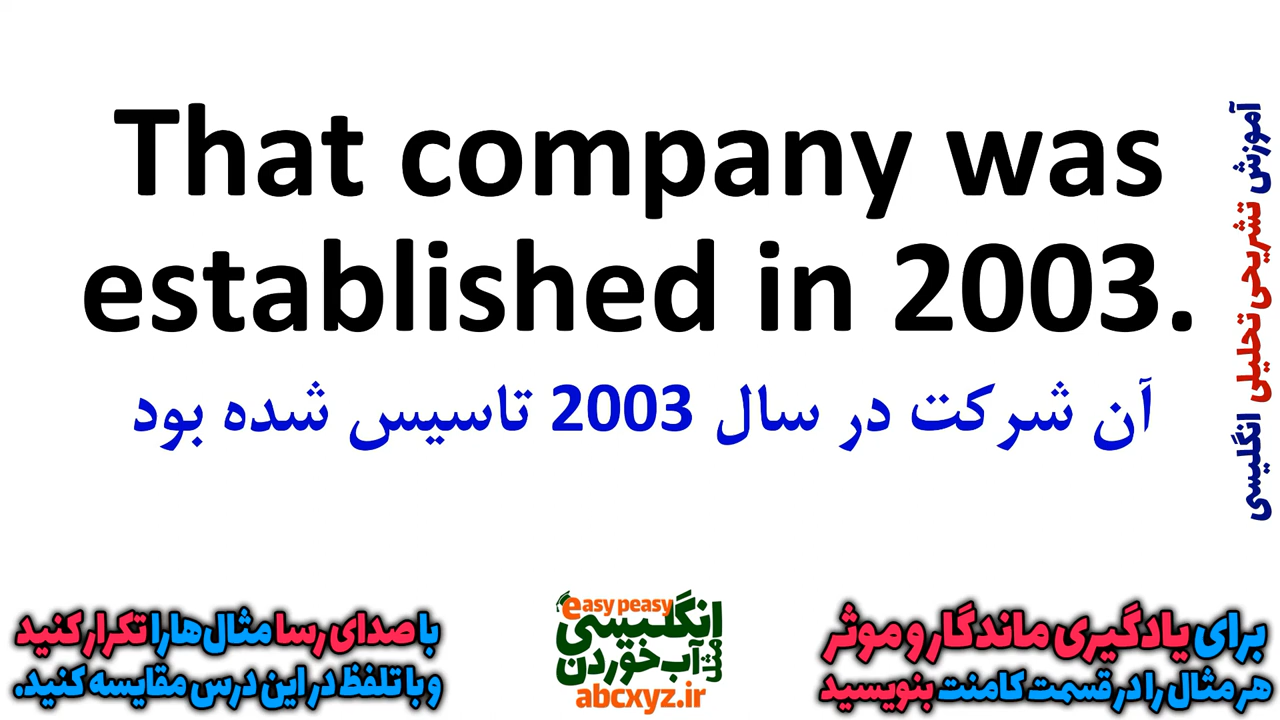 That company was
established in 2003.
آن شرکت در سال 2003 تاسیس شده بود
آموزش تشریحی تحلیلی انگلیسی
برای یادگیری ماندگار و موثر
هر مثال را در قسمت کامنت بنویسید
easy peasy
انگلیسی
مثل
آب خوردن
abcxyz.ir
با صدای رسا مثال‌ها را تکرار کنید
و با تلفظ در این درس مقایسه کنید.